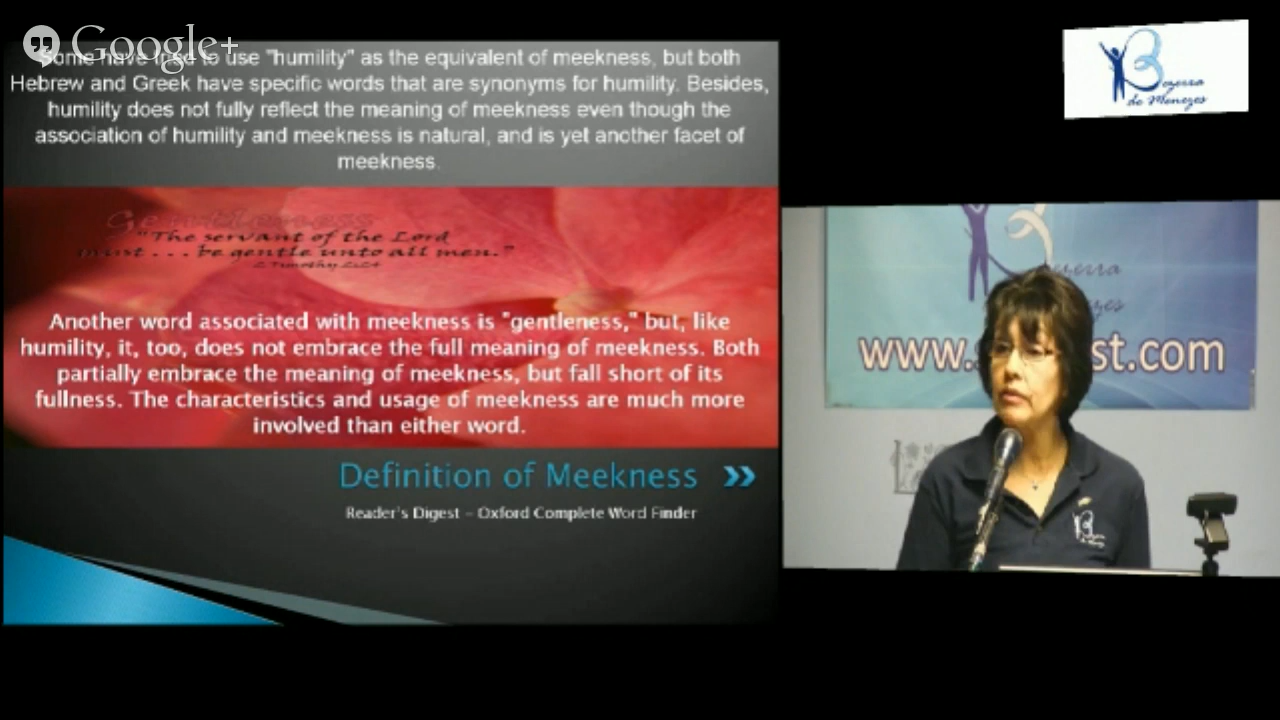 Google+
Some have tried to use "humility" as the equivalent of meekness, but both
Hebrew and Greek have specific words that are synonyms for humility. Besides,
humility does not fully reflect the meaning of meekness even though the
association of humility and meekness is natural, and is yet another facet of
meekness.
Gentleness
"The servant of the Lord
must . . . be gentle unto all men."
2 Timothy 2:24
Another word associated with meekness is "gentleness," but, like
humility, it, too, does not embrace the full meaning of meekness. Both
partially embrace the meaning of meekness, but fall short of its
fullness. The characteristics and usage of meekness are much more
involved than either word.
Definition of Meekness »
Reader's Digest – Oxford Complete Word Finder
Bezerra
de Menezes
ezerra
ezes
www.s st.com